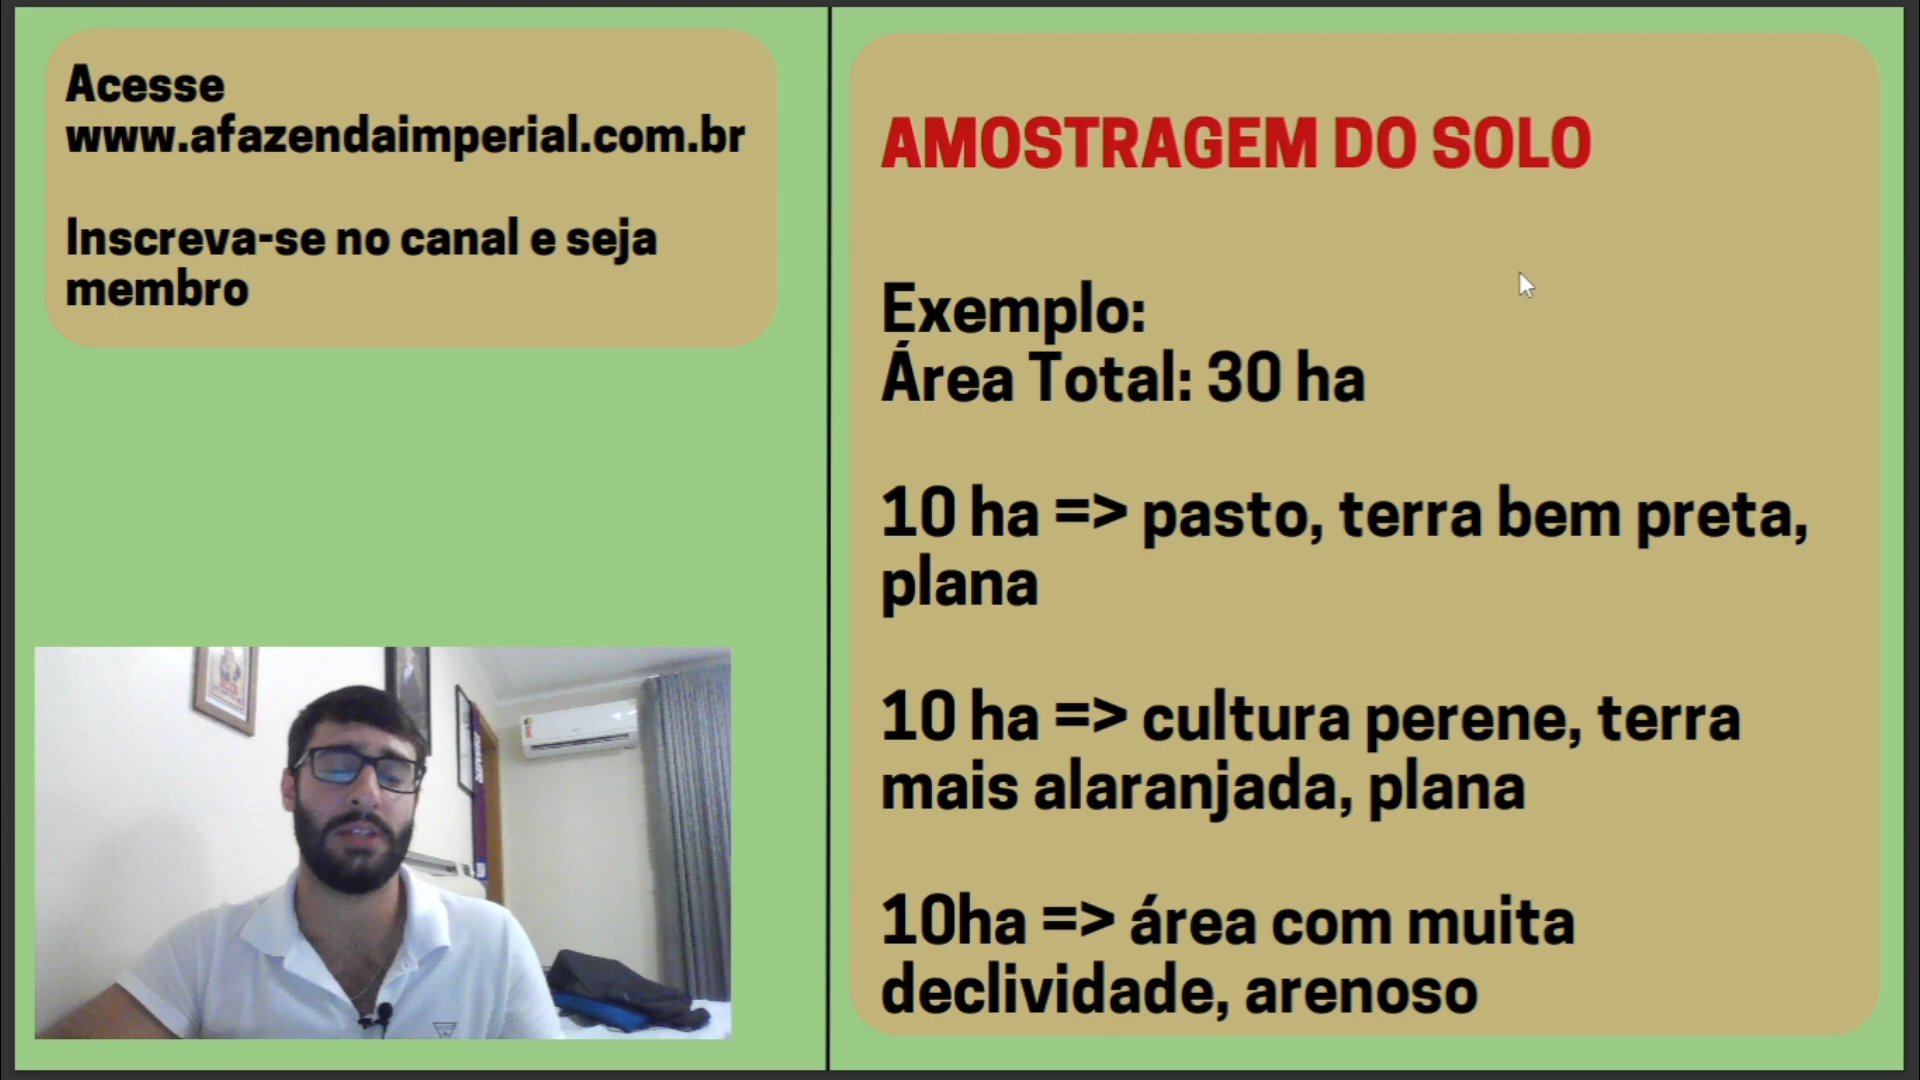 Acesse
www.afazendaimperial.com.br
Inscreva-se no canal e seja
membro
AMOSTRAGEM DO SOLO
Exemplo:
Área Total: 30 ha
10 ha => pasto, terra bem preta,
plana
10 ha => cultura perene, terra
mais alaranjada, plana
10ha => área com muita
declividade, arenoso